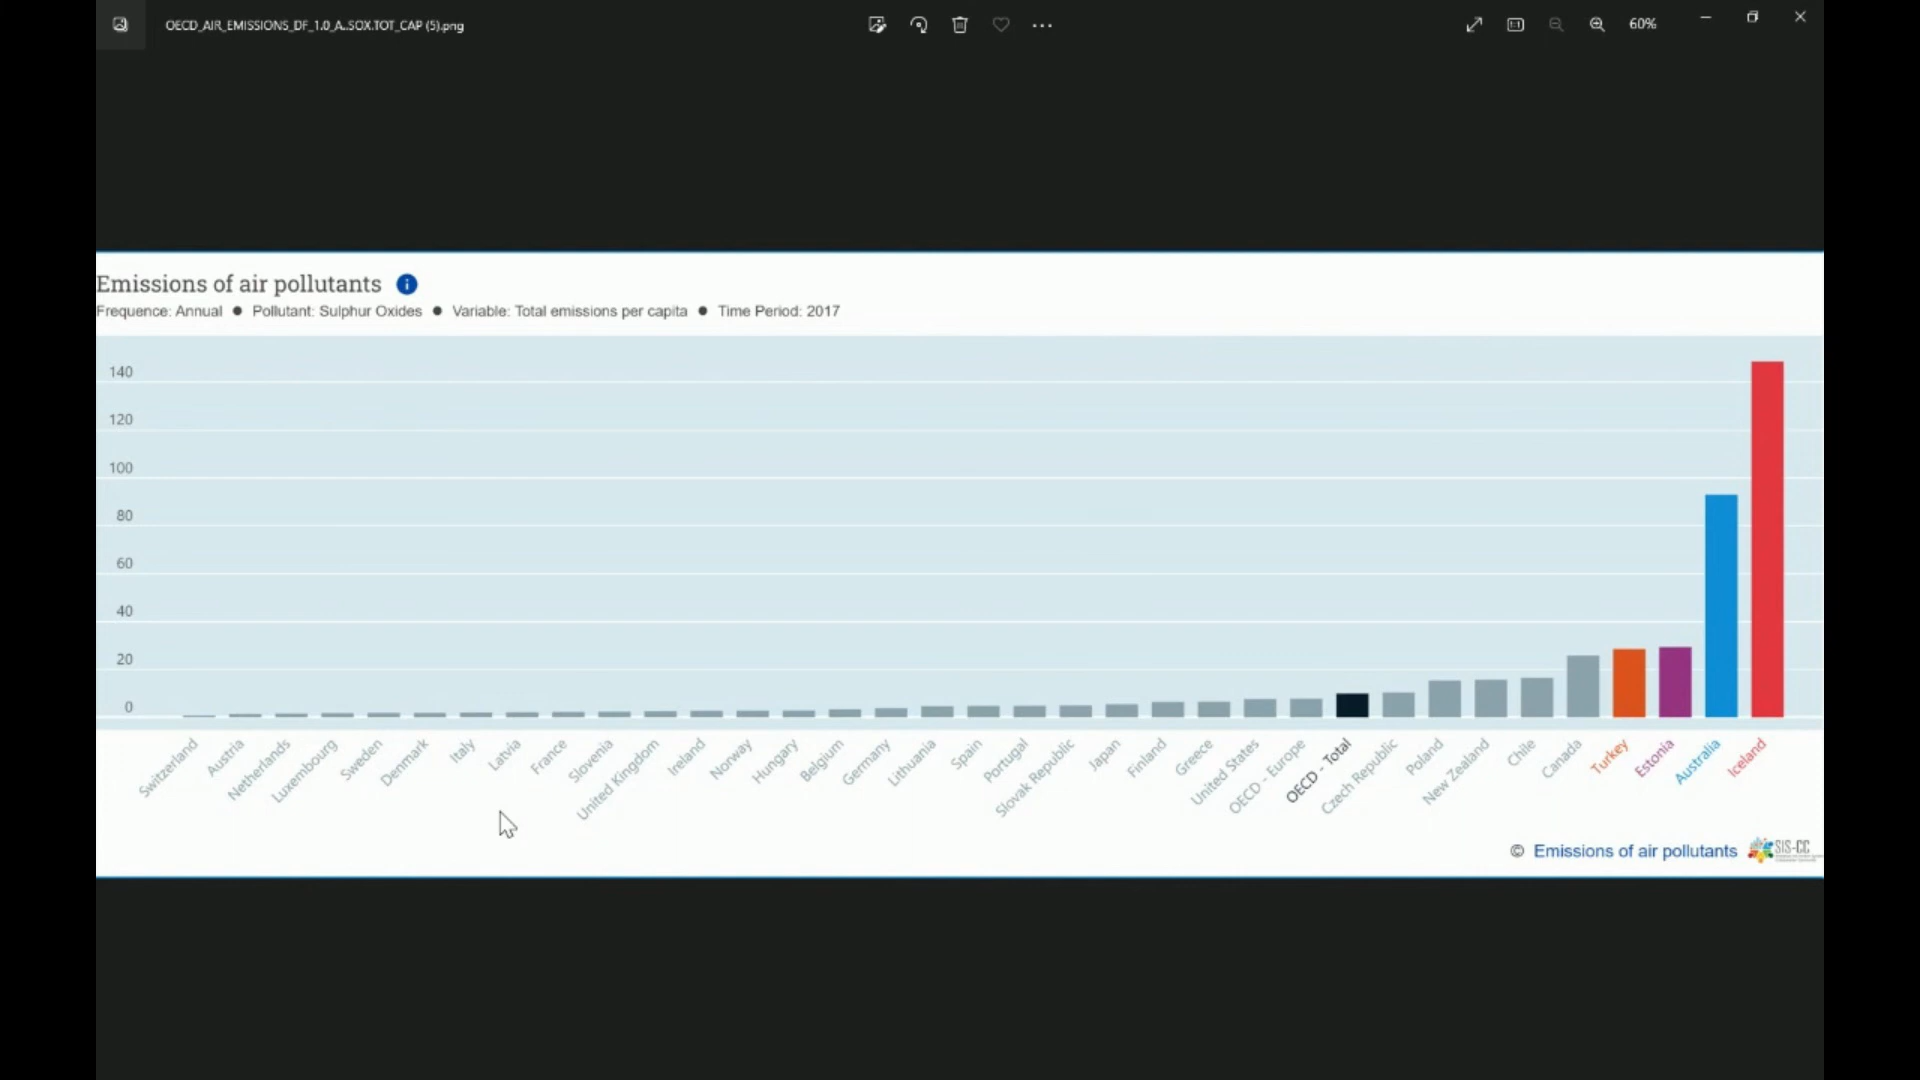 OECD_AIR_EMISSIONS_DF_1.0_A..SOX.TOT_CAP (5).png
60%
Emissions of air pollutants
Frequence: Annual ● Pollutant: Sulphur Oxides ● Variable: Total emissions per capita ● Time Period: 2017
140
120
100
80
60
40
20
0
Switzerland
Austria
Netherlands
Luxembourg
Sweden
Denmark
Italy
Latvia
France
Slovenia
United Kingdom
Ireland
Norway
Hungary
Belgium
Germany
Lithuania
Spain
Portugal
Slovak Republic
Japan
Finland
Greece
United States
OECD - Europe
OECD - Total
Czech Republic
Poland
New Zealand
Chile
Canada
Turkey
Estonia
Australia
Iceland
© Emissions of air pollutants
SIS-CC